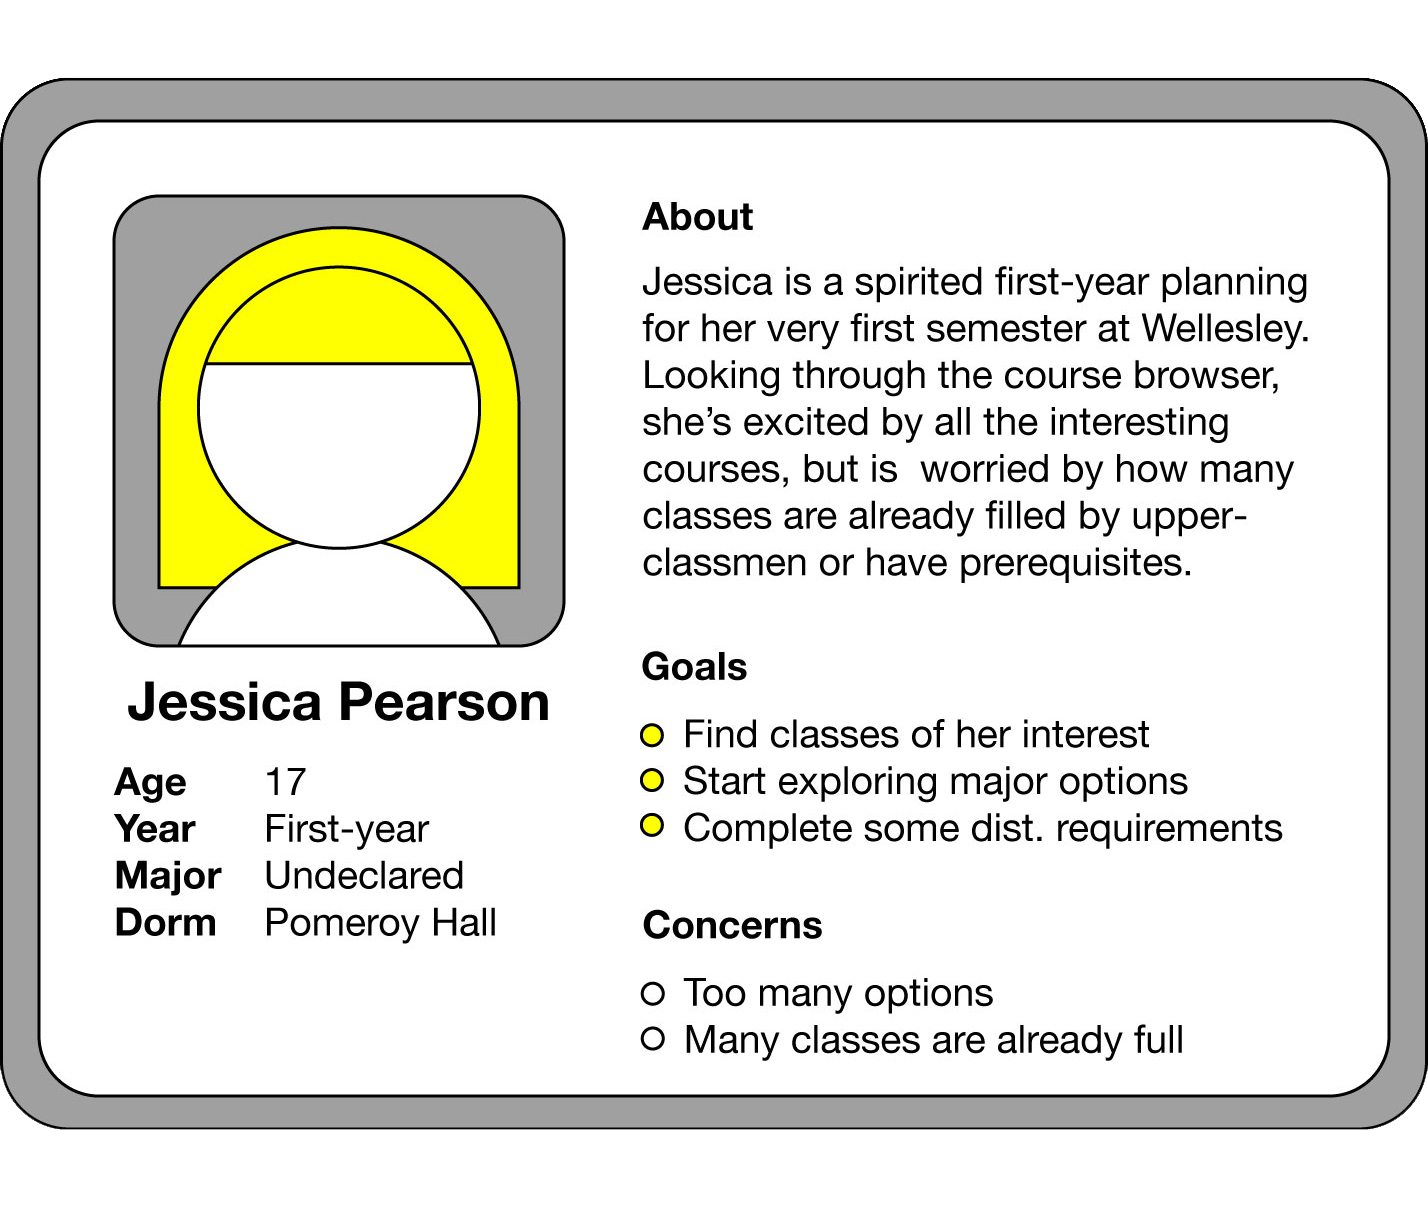 Jessica Pearson
Age 17
Year First-year
Major Undeclared
Dorm Pomeroy Hall
About
Jessica is a spirited first-year planning
for her very first semester at Wellesley.
Looking through the course browser,
she’s excited by all the interesting
courses, but is  worried by how many
classes are already filled by upper-
classmen or have prerequisites.
Goals
Find classes of her interest
Start exploring major options
Complete some dist. requirements
Concerns
Too many options
Many classes are already full